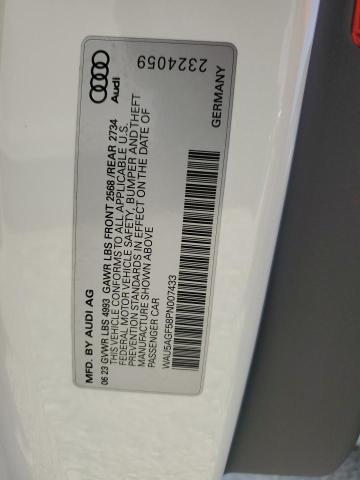 MFD. BY AUDI AG
06 23 GVWR LBS 4993 GAWR LBS FRONT 2568 /REAR 2734
THIS VEHICLE CONFORMS TO ALL APPLICABLE U.S.
FEDERAL MOTOR VEHICLE SAFETY, BUMPER AND THEFT
PREVENTION STANDARDS IN EFFECT ON THE DATE OF
MANUFACTURE SHOWN ABOVE
PASSENGER CAR
WAU5AGF58PN007433
Audi
2324059
GERMANY